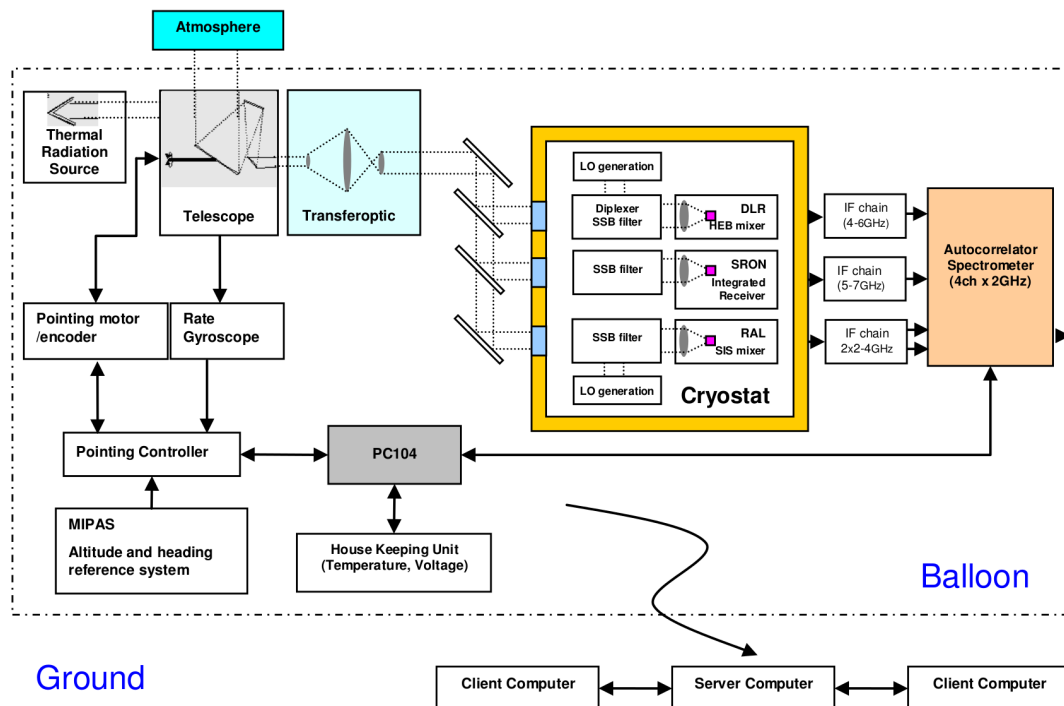 Atmosphere
Thermal
Radiation
Source
Telescope
Transferoptic
LO generation
Diplexer
SSB filter
DLR
HEB mixer
SSB filter
SRON
Integrated
Receiver
SSB filter
RAL
SIS mixer
LO generation
Cryostat
IF chain
(4-6GHz)
IF chain
(5-7GHz)
IF chain
2x2-4GHz)
Autocorrelator
Spectrometer
(4ch x 2GHz)
Pointing motor
/encoder
Rate
Gyroscope
Pointing Controller
PC104
MIPAS
Altitude and heading
reference system
House Keeping Unit
(Temperature, Voltage)
Balloon
Ground
Client Computer
Server Computer
Client Computer